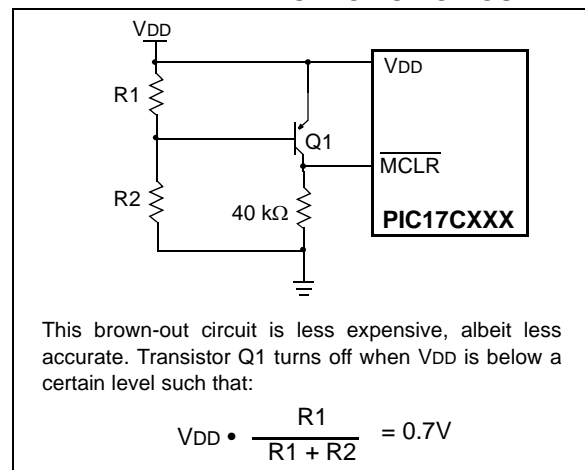 VDD
R1
VDD
Q1
MCLR
R2
40 kΩ
PIC17CXXX
This brown-out circuit is less expensive, albeit less
accurate. Transistor Q1 turns off when VDD is below a
certain level such that:
VDD • R1 / R1 + R2 = 0.7V